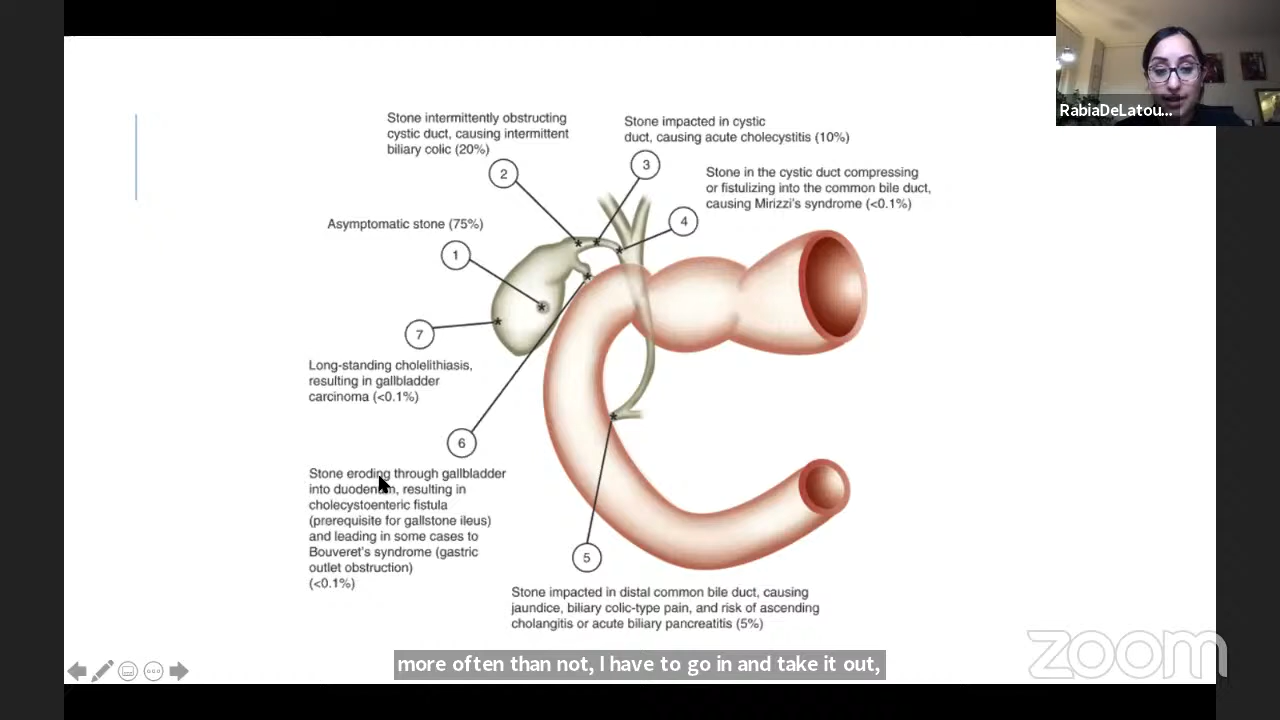 RabiaDeLatou...
Stone intermittently obstructing
cystic duct, causing intermittent
biliary colic (20%)
2
Stone impacted in cystic
duct, causing acute cholecystitis (10%)
3
Stone in the cystic duct compressing
or fistulizing into the common bile duct,
causing Mirizzi's syndrome (<0.1%)
4
Asymptomatic stone (75%)
1
7
Long-standing cholelithiasis,
resulting in gallbladder
carcinoma (<0.1%)
6
Stone eroding through gallbladder
into duodenum, resulting in
cholecystoenteric fistula
(prerequisite for gallstone ileus)
and leading in some cases to
Bouveret's syndrome (gastric
outlet obstruction)
(<0.1%)
5
Stone impacted in distal common bile duct, causing
jaundice, biliary colic-type pain, and risk of ascending
cholangitis or acute biliary pancreatitis (5%)
zoom
more often than not, I have to go in and take it out,